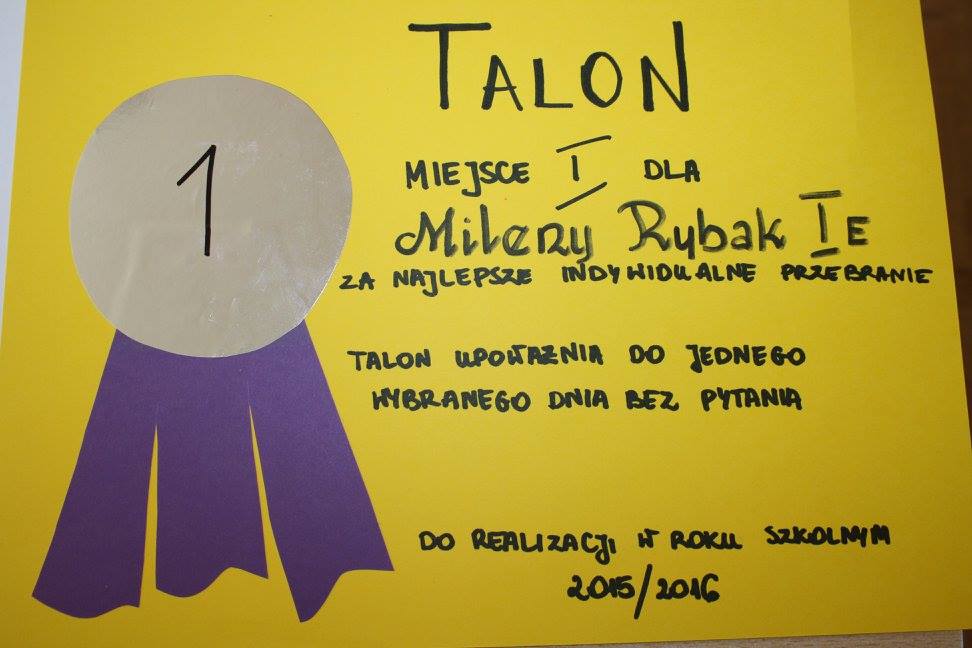 1
TALON
MIEJSCE I DLA
Mileny Rybak I E
ZA NAJLEPSZE INDYWIDUALNE PRZEBRANIE
TALON UPOWAŻNIA DO JEDNEGO
WYBRANEGO DNIA BEZ PYTANIA
DO REALIZACJI W ROKU SZKOLNYM
2015/2016